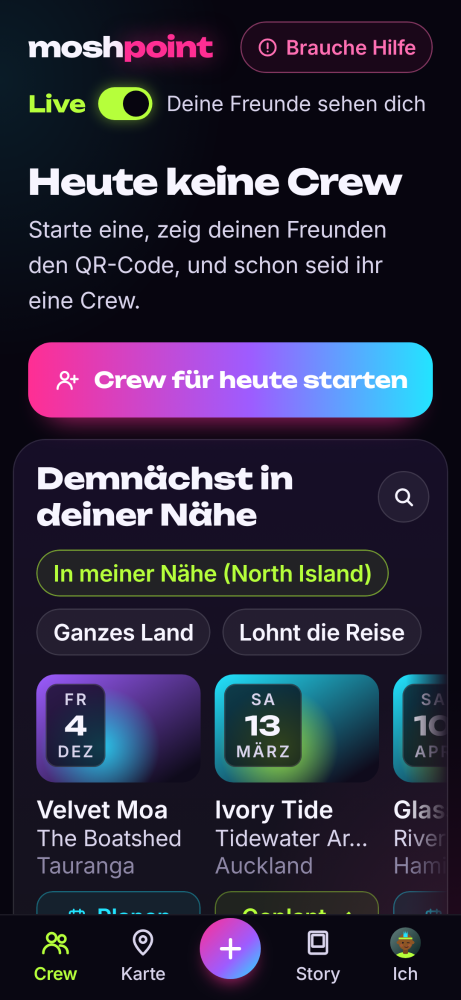 moshpoint
Brauche Hilfe
Live
Deine Freunde sehen dich
Heute keine Crew
Starte eine, zeig deinen Freunden
den QR-Code, und schon seid ihr
eine Crew.
Crew für heute starten
Demnächst in
deiner Nähe
In meiner Nähe (North Island)
Ganzes Land
Lohnt die Reise
FR
4
DEZ
SA
13
MÄRZ
SA
10
Velvet Moa
The Boatshed
Tauranga
Ivory Tide
Tidewater Ar...
Auckland
Crew
Karte
Story
Ich